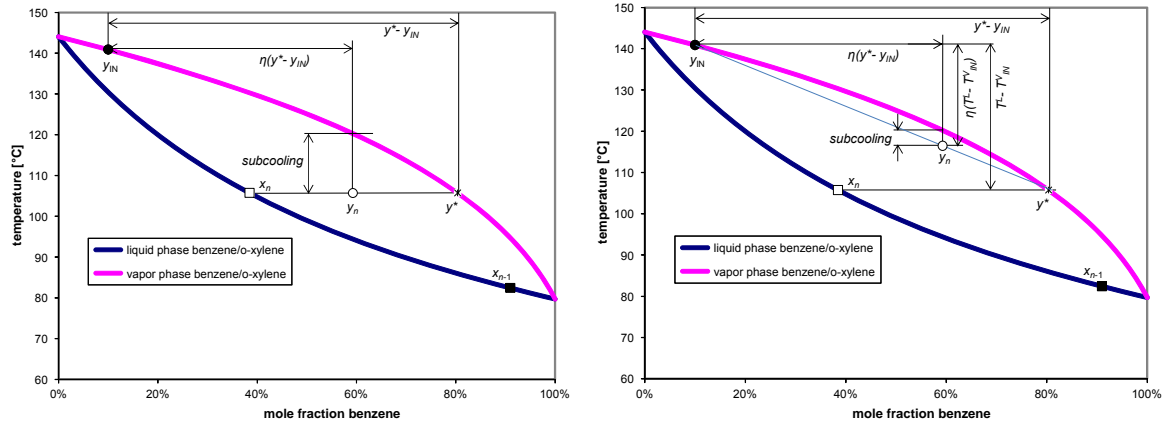 150
140
130
120
110
100
90
80
70
60
temperature [°C]
y*- yIN
η(y*- yIN)
yIN
subcooling
xn
yn
y*
xn-1
liquid phase benzene/o-xylene
vapor phase benzene/o-xylene
0% 20% 40% 60% 80% 100%
mole fraction benzene
150
140
130
120
110
100
90
80
70
60
temperature [°C]
y*- yIN
η(y*- yIN)
yIN
η(TL- TVIN)
TL- TVIN
subcooling
yn
xn
y*
xn-1
liquid phase benzene/o-xylene
vapor phase benzene/o-xylene
0% 20% 40% 60% 80% 100%
mole fraction benzene